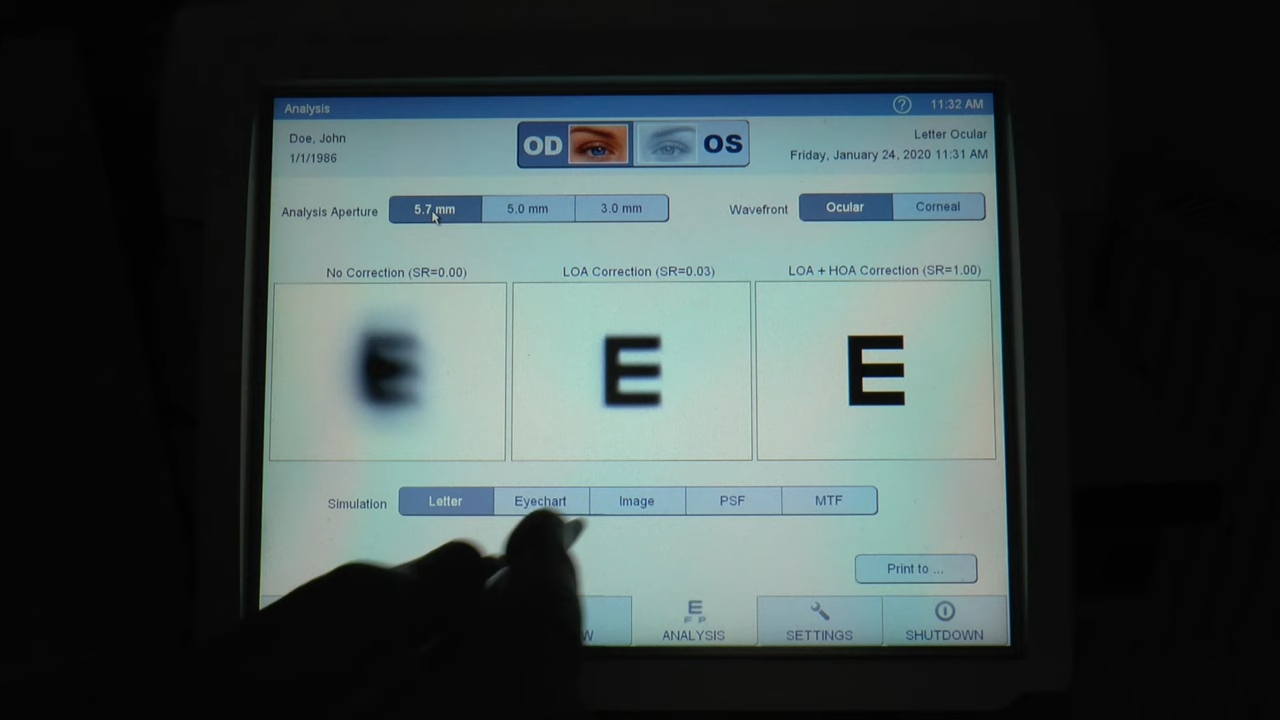 Analysis
11:32 AM
Doe, John
1/1/1986
OD
OS
Letter Ocular
Friday, January 24, 2020 11:31 AM
Analysis Aperture
5.7 mm
5.0 mm
3.0 mm
Wavefront
Ocular
Corneal
No Correction (SR=0.00)
LOA Correction (SR=0.03)
LOA + HOA Correction (SR=1.00)
E
E
E
Simulation
Letter
Eyechart
Image
PSF
MTF
Print to ...
E
F P
W
ANALYSIS
SETTINGS
SHUTDOWN